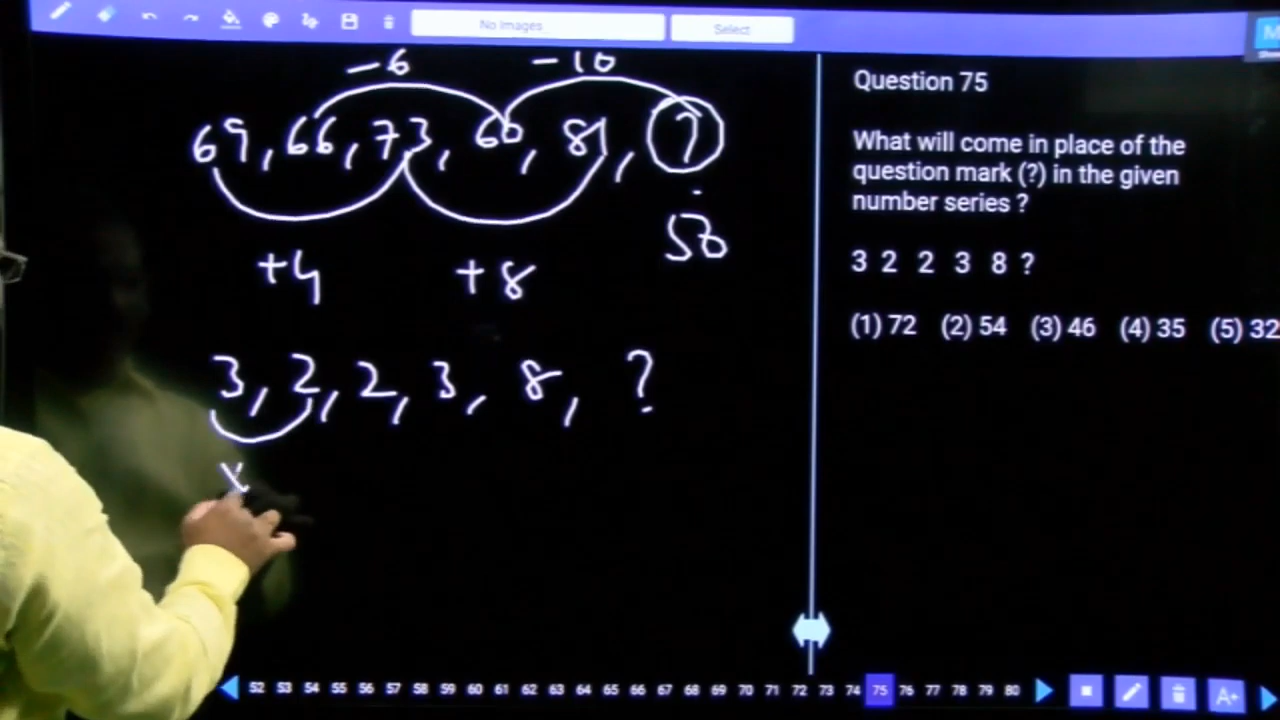 No Images_
Select
M
-6
-10
69, 66, 73, 60, 81, ?
50
+4
+8
3, 2, 2, 3, 8, ?
x
Question 75
What will come in place of the
question mark (?) in the given
number series ?
3 2 2 3 8 ?
(1) 72 (2) 54 (3) 46 (4) 35 (5) 32
52 53 54 55 56 57 58 59 60 61 62 63 64 65 66 67 68 69 70 71 72 73 74 75 76 77 78 79 80
A+